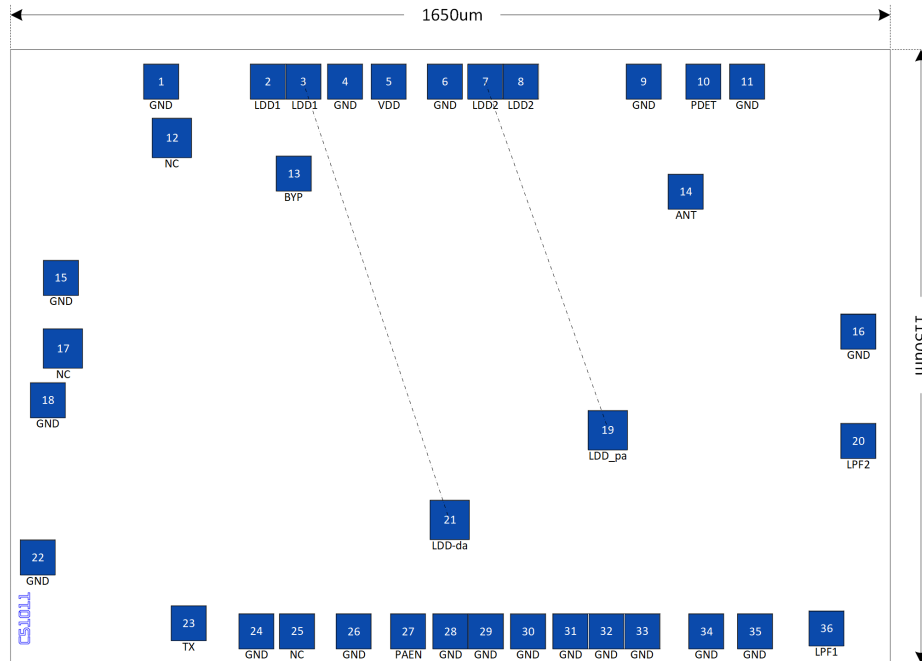 1650um
1 2 3 4 5 6 7 8 9 10 11
GND LDD1 LDD1 GND VDD GND LDD2 LDD2 GND PDET GND
12
NC
13
BYP
14
ANT
15
GND
16
GND
17
NC
18
GND
19
LDD_pa
20
LPF2
21
LDD-da
22
GND
CS1011
23
TX
24 25 26 27 28 29 30 31 32 33 34 35
GND NC GND PAEN GND GND GND GND GND GND GND GND
36
LPF1